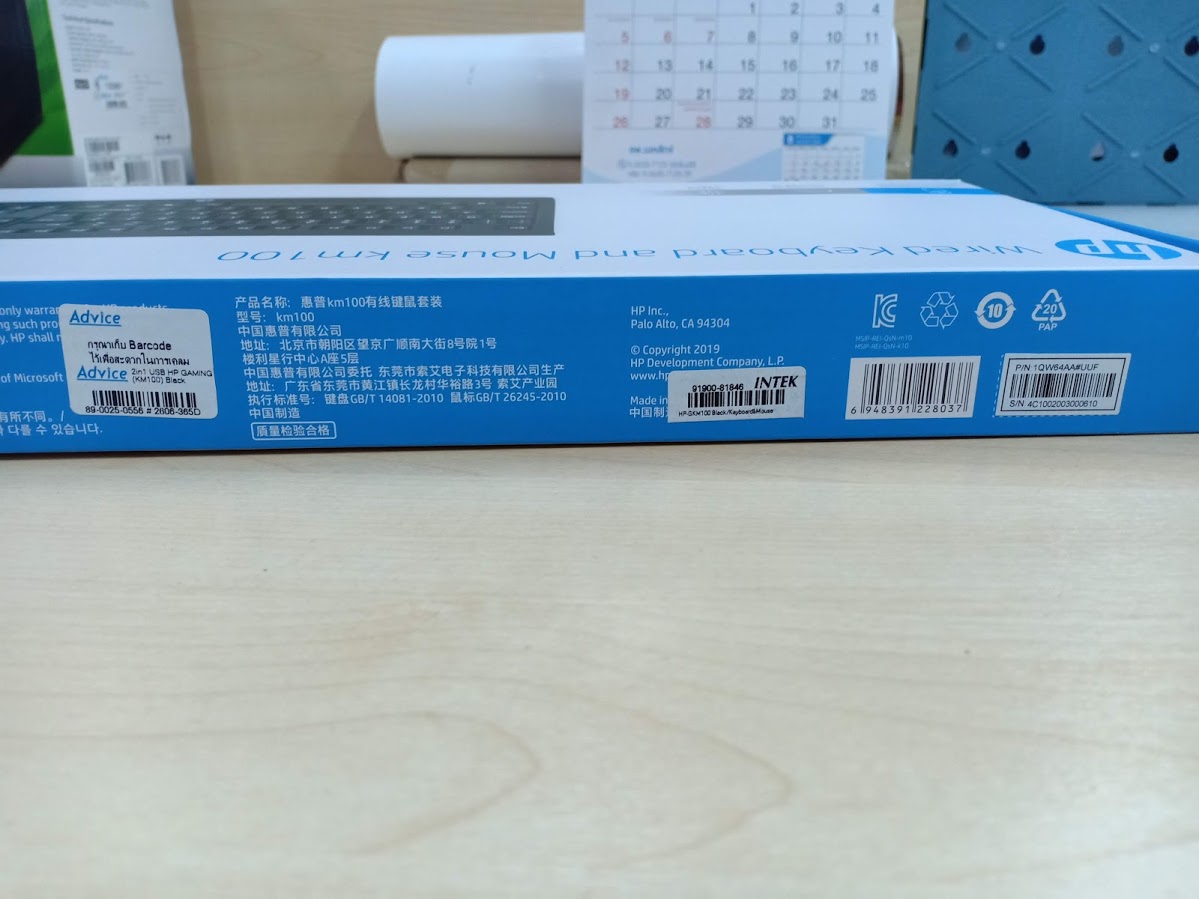 1 2 3 4
5 6 7 8 9 10 11
12 13 14 15 16 17 18
19 20 21 22 23 24 25
26 27 28 29 30 31
hp
Wired Keyboard and Mouse km100
only
ng such
y. HP shall
of Microsoft
有所不同。/
다를 수 있습니다.
Advice
กรุณาเก็บ Barcode
ไว้เพื่อสะดวกในการเคลม
Advice 2in1 USB HP GAMING
(KM100) Black
89-0025-0556 # 2606-365D
产品名称: 惠普km100有线键鼠套装
型号: km100
中国惠普有限公司
地址: 北京市朝阳区望京广顺南大街8号院1号
楼利星行中心A座5层
中国惠普有限公司委托 东莞市索艾电子科技有限公司生产
地址: 广东省东莞市黄江镇长龙村华裕路3号 索艾产业园
执行标准号: 键盘GB/T 14081-2010 鼠标GB/T 26245-2010
中国制造
質量检验合格
HP Inc.,
Palo Alto, CA 94304
© Copyright 2019
HP Development Company, L.P.
www.hp
Made in
中国制造
91900-81846 INTEK
HP-GKM100 Black/Keyboard&Mouse
10
20
PAP
MSIP-REI-QsN-m10
MSIP-REI-QsN-k10
6 948391 228037
P/N:1QW64AA#UUF
S/N 4C1002003000610